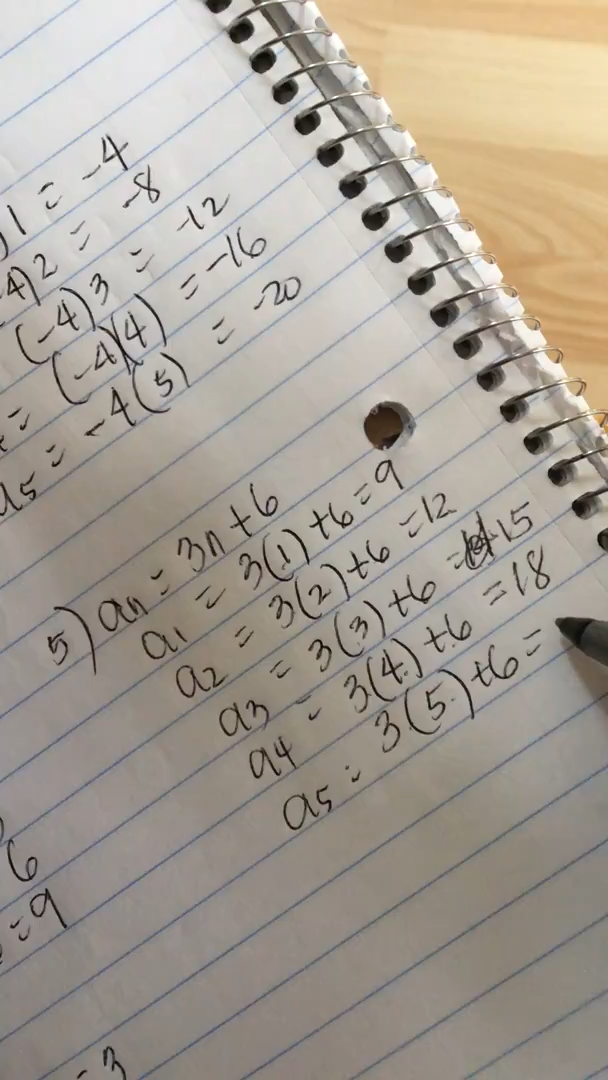 )1 = -4
4)2 = -8
(-4)3 = -12
= (-4)(4) = -16
a5 = -4(5) = -20
5) an = 3n + 6
a1 = 3(1) + 6 = 9
a2 = 3(2) + 6 = 12
a3 = 3(3) + 6 = 15
a4 = 3(4) + 6 = 18
a5 = 3(5) + 6 =
6
= 9
3